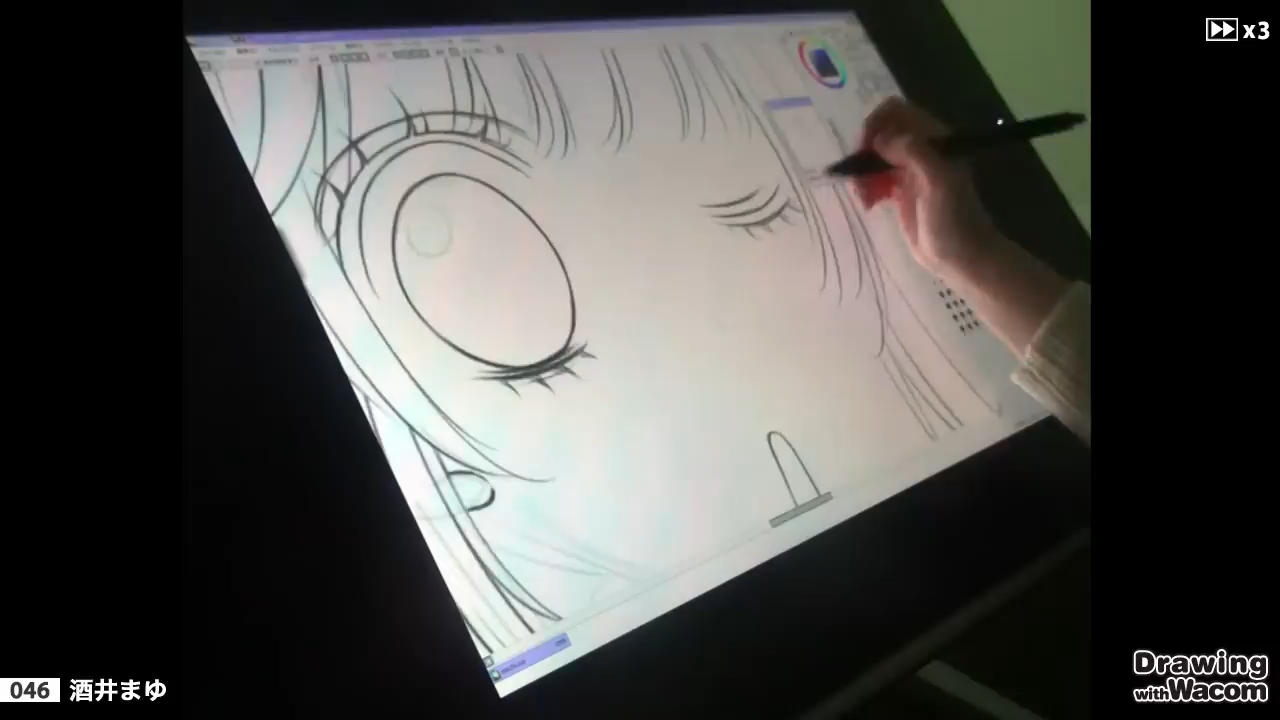 x3
046 酒井まゆ
Drawing
with Wacom